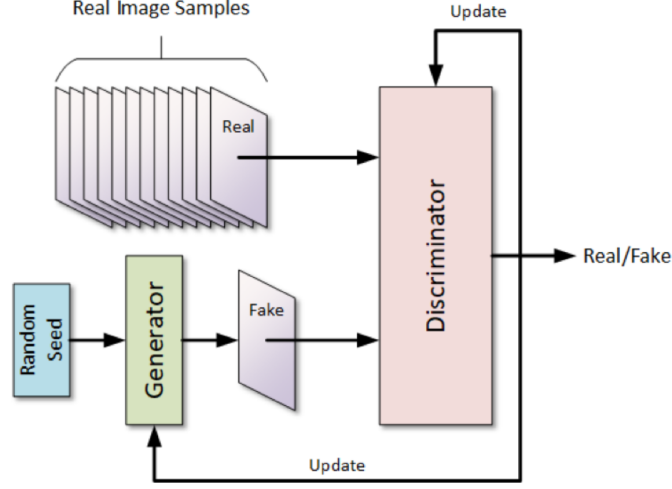 Real Image Samples
Update
Real
Discriminator
Real/Fake
Random
Seed
Generator
Fake
Update